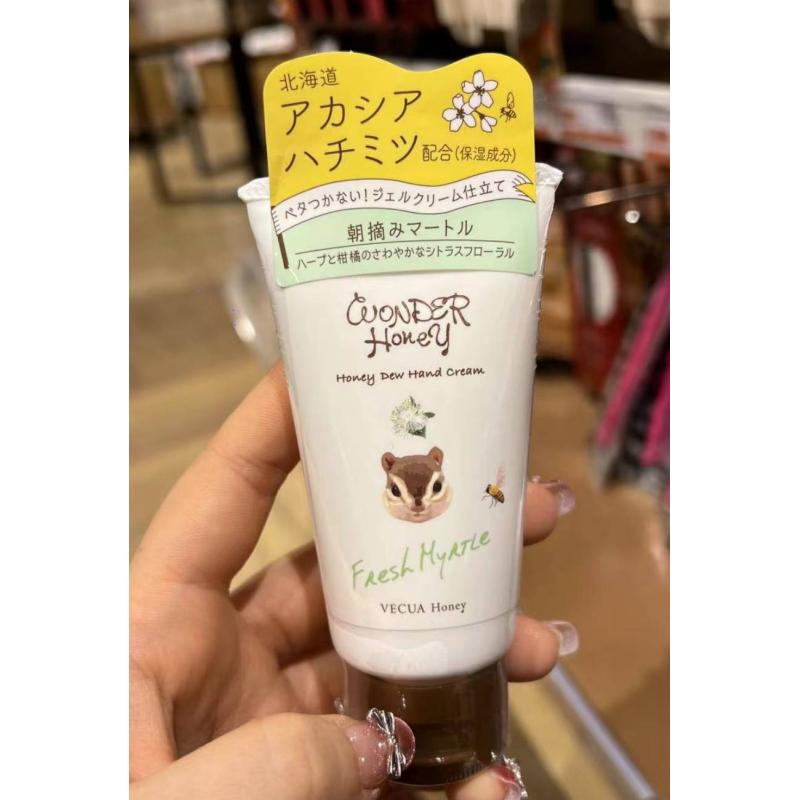 北海道
アカシア
ハチミツ配合(保湿成分)
ベタつかない!ジェルクリーム仕立て
朝摘みマートル
ハーブと柑橘のさわやかなシトラスフローラル
WONDER
Honey
Honey Dew Hand Cream
Fresh Myrtle
VECUA Honey